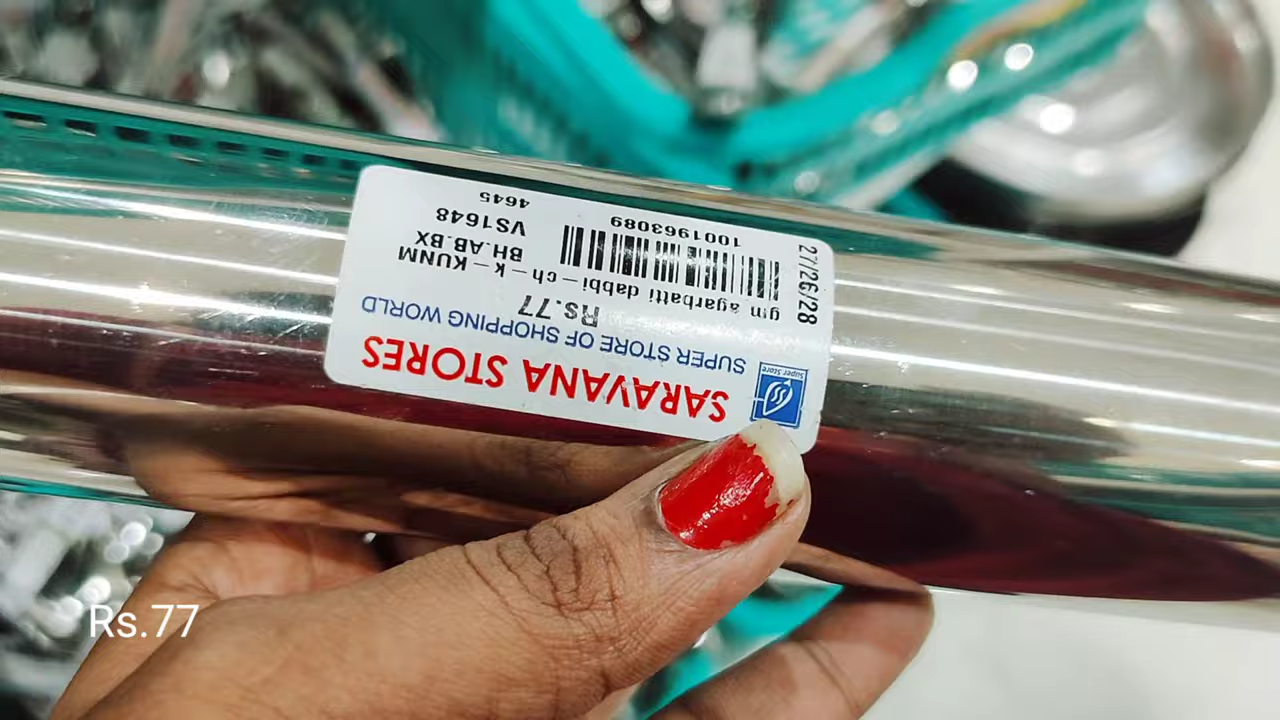 SARAVANA STORES
SUPER STORE OF SHOPPING WORLD
Super Store
Rs.77
gm agarbatti dabbi-ch-k-KUNM
BH.AB.BX
1001963089
VS1648
4645
27/26/28
Rs.77